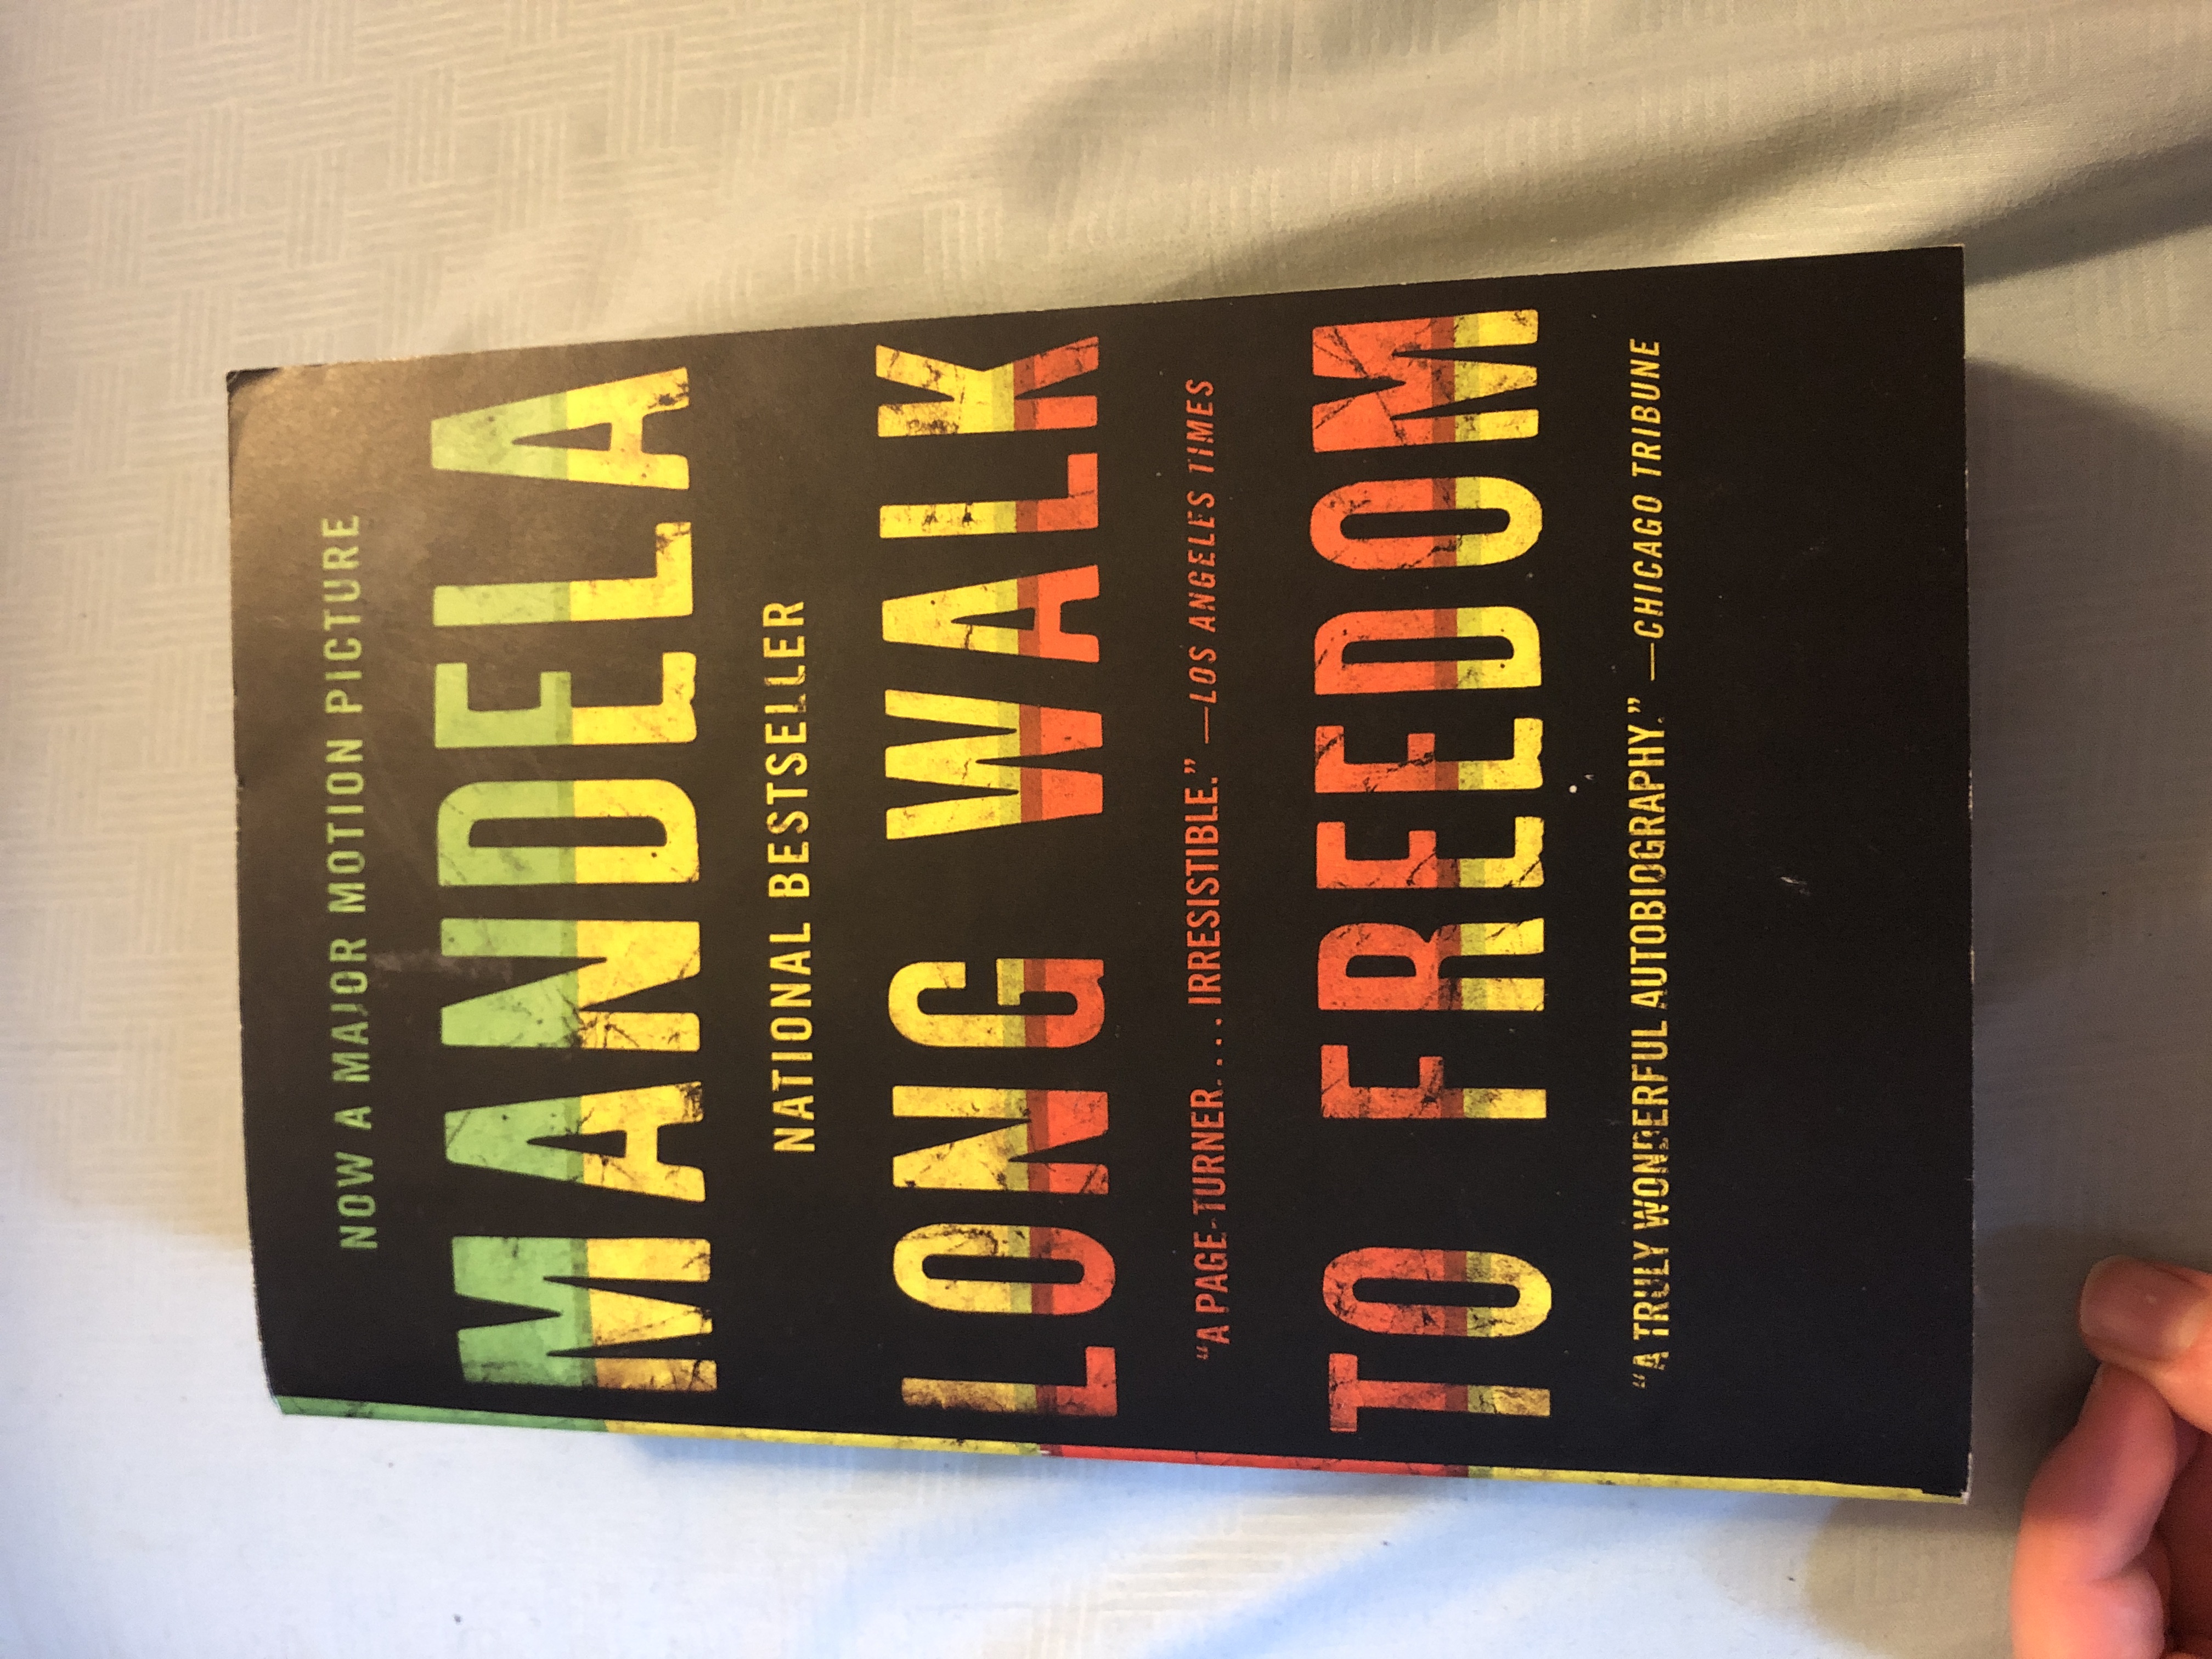 NOW A MAJOR MOTION PICTURE
MANDELA
NATIONAL BESTSELLER
LONG WALK
“A PAGE-TURNER.... IRRESISTIBLE.” —LOS ANGELES TIMES
TO FREEDOM
“A TRULY WONDERFUL AUTOBIOGRAPHY.” —CHICAGO TRIBUNE